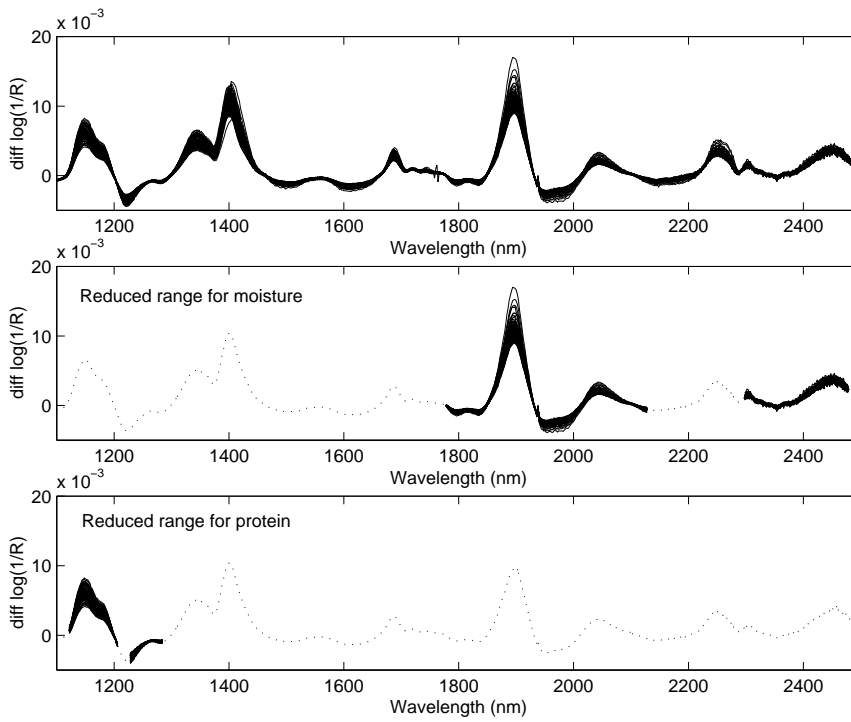 x 10⁻³
20
10
0
diff log(1/R)
1200 1400 1600 1800 2000 2200 2400
Wavelength (nm)
x 10⁻³
20
10
0
diff log(1/R)
Reduced range for moisture
1200 1400 1600 1800 2000 2200 2400
Wavelength (nm)
x 10⁻³
20
10
0
diff log(1/R)
Reduced range for protein
1200 1400 1600 1800 2000 2200 2400
Wavelength (nm)